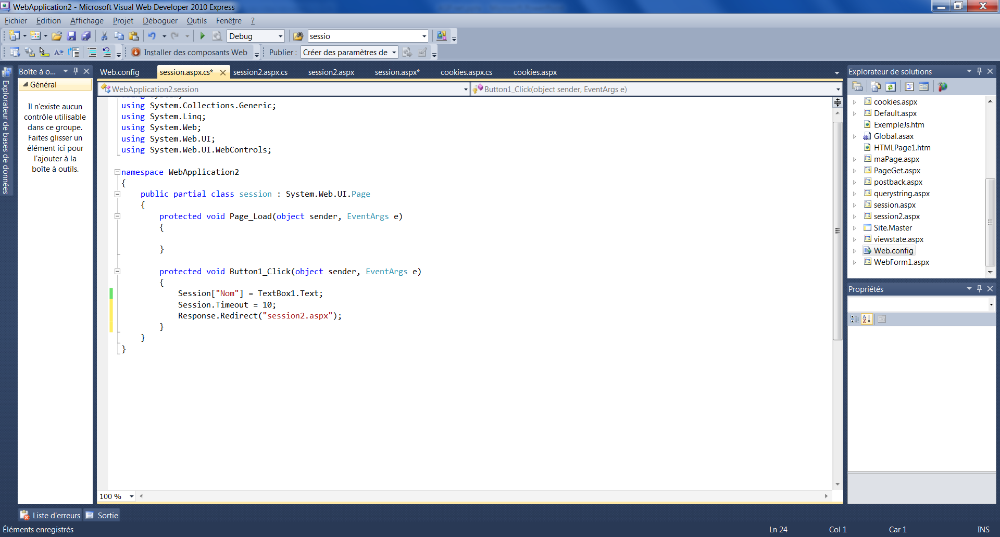 WebApplication2 - Microsoft Visual Web Developer 2010 Express
Fichier Edition Affichage Projet Déboguer Outils Fenêtre ?
Debug sessio
Installer des composants Web Publier : Créer des paramètres de
Explorateur de bases de données
Boîte à o...
Général
Il n'existe aucun
contrôle utilisable
dans ce groupe.
Faites glisser un
élément ici pour
l'ajouter à la
boîte à outils.
Web.config session.aspx.cs* session2.aspx.cs session2.aspx session.aspx* cookies.aspx.cs cookies.aspx
WebApplication2.session Button1_Click(object sender, EventArgs e)
using System;
using System.Collections.Generic;
using System.Linq;
using System.Web;
using System.Web.UI;
using System.Web.UI.WebControls;
namespace WebApplication2
{
public partial class session : System.Web.UI.Page
{
protected void Page_Load(object sender, EventArgs e)
{
}
protected void Button1_Click(object sender, EventArgs e)
{
Session["Nom"] = TextBox1.Text;
Session.Timeout = 10;
Response.Redirect("session2.aspx");
}
}
}
100 %
Explorateur de solutions
cookies.aspx
Default.aspx
ExempleJs.htm
Global.asax
HTMLPage1.htm
maPage.aspx
PageGet.aspx
postback.aspx
querystring.aspx
session.aspx
session2.aspx
Site.Master
viewstate.aspx
Web.config
WebForm1.aspx
Propriétés
Liste d'erreurs Sortie
Éléments enregistrés Ln 24 Col 1 Car 1 INS